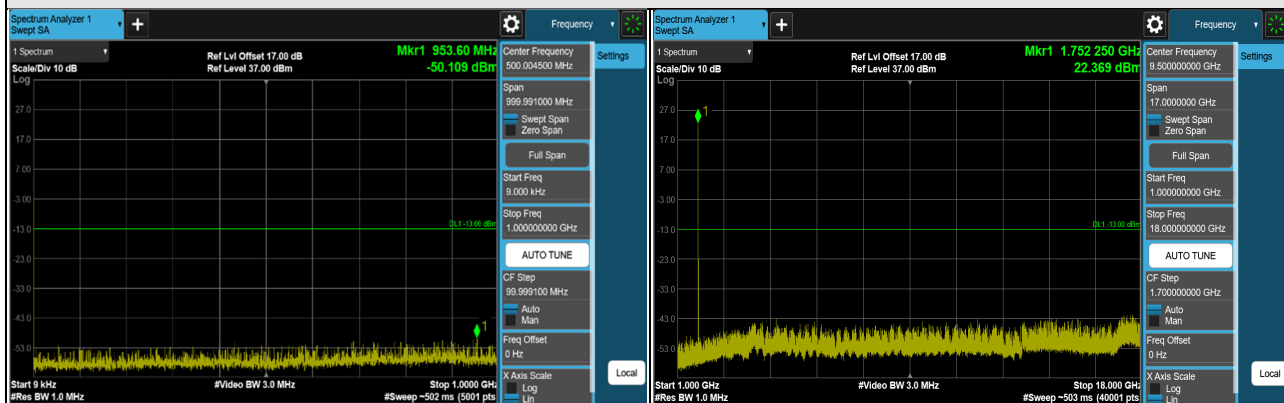 Spectrum Analyzer 1
Swept SA
+
Frequency
1 Spectrum
Scale/Div 10 dB
Log
Ref Lvl Offset 17.00 dB
Ref Level 37.00 dBm
Mkr1 953.60 MHz
-50.109 dBm
27.0
17.0
7.00
-3.00
-13.0
-23.0
-33.0
-43.0
-53.0
DL1 -13.00 dBm
1
Start 9 kHz
#Res BW 1.0 MHz
#Video BW 3.0 MHz
Stop 1.0000 GHz
#Sweep ~502 ms (5001 pts
Center Frequency
500.004500 MHz
Span
999.991000 MHz
Swept Span
Zero Span
Full Span
Start Freq
9.000 kHz
Stop Freq
1.000000000 GHz
AUTO TUNE
CF Step
99.999100 MHz
Auto
Man
Freq Offset
0 Hz
X Axis Scale
Log
Lin
Settings
Local
Spectrum Analyzer 1
Swept SA
+
Frequency
1 Spectrum
Scale/Div 10 dB
Log
Ref Lvl Offset 17.00 dB
Ref Level 37.00 dBm
Mkr1 1.752 250 GHz
22.369 dBm
27.0
17.0
7.00
-3.00
-13.0
-23.0
-33.0
-43.0
-53.0
DL1 -13.00 dBm
1
Start 1.000 GHz
#Res BW 1.0 MHz
#Video BW 3.0 MHz
Stop 18.000 GHz
#Sweep ~503 ms (40001 pts
Center Frequency
9.50000000 GHz
Span
17.0000000 GHz
Swept Span
Zero Span
Full Span
Start Freq
1.00000000 GHz
Stop Freq
18.00000000 GHz
AUTO TUNE
CF Step
1.700000000 GHz
Auto
Man
Freq Offset
0 Hz
X Axis Scale
Log
Lin
Settings
Local